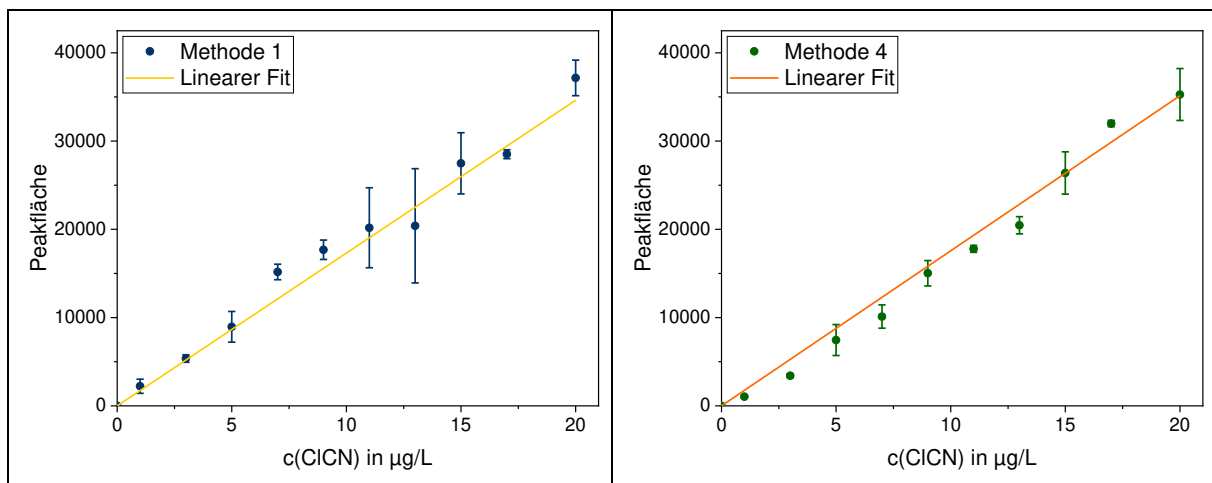 Methode 1
Linearer Fit
40000
30000
20000
10000
0
Peakfläche
0 5 10 15 20
c(ClCN) in µg/L
Methode 4
Linearer Fit
40000
30000
20000
10000
0
Peakfläche
0 5 10 15 20
c(ClCN) in µg/L